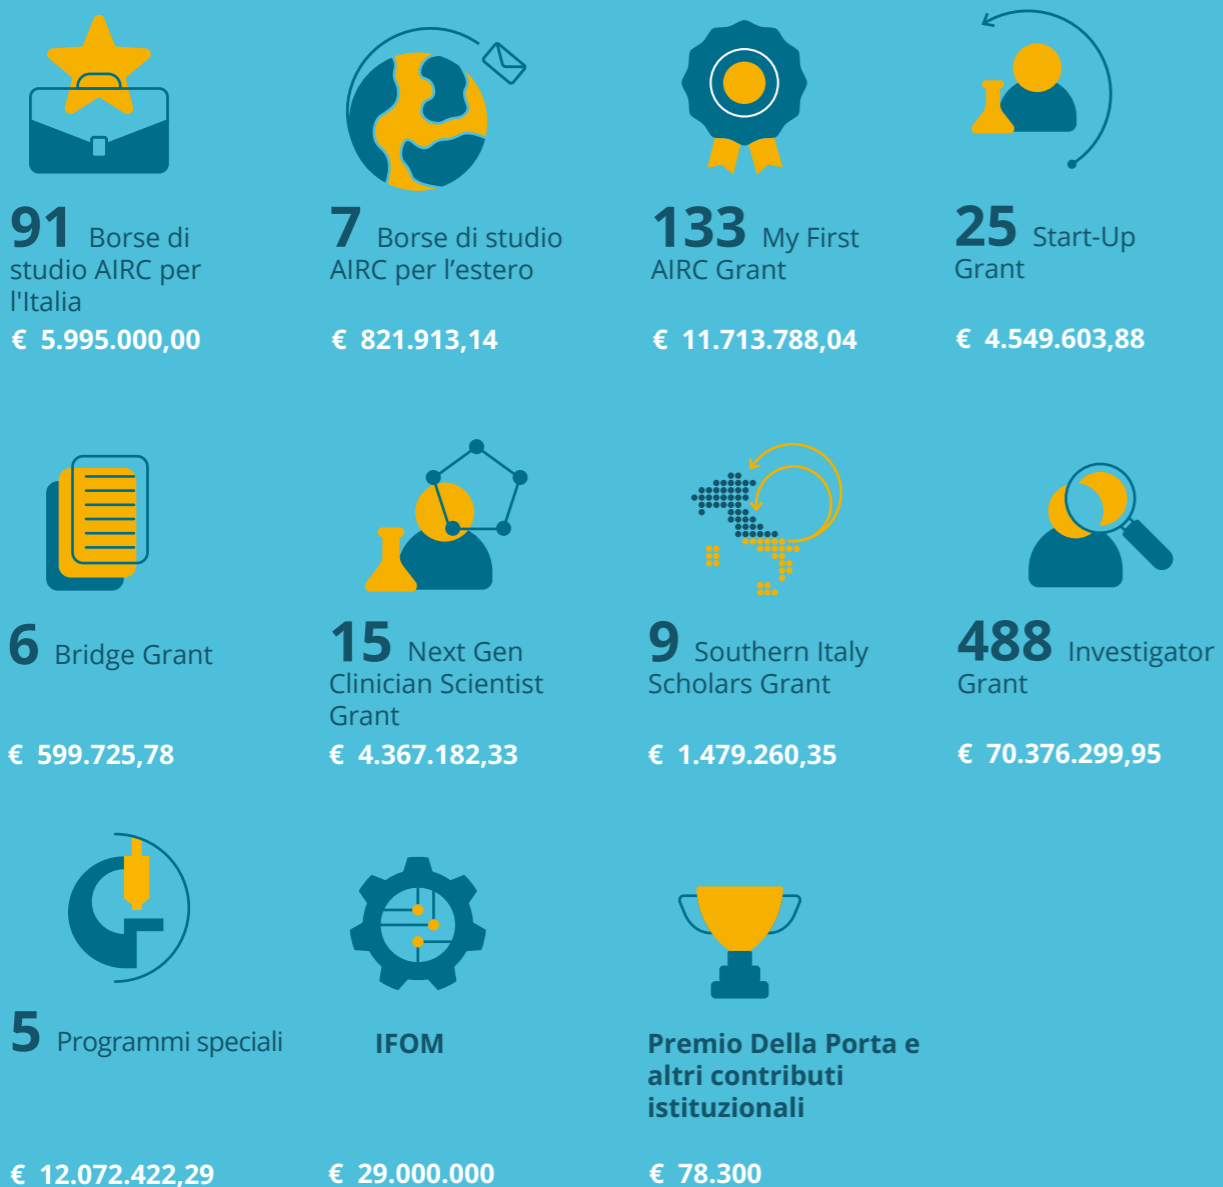 91 Borse di
studio AIRC per
l'Italia
€ 5.995.000,00
7 Borse di studio
AIRC per l’estero
€ 821.913,14
133 My First
AIRC Grant
€ 11.713.788,04
25 Start-Up
Grant
€ 4.549.603,88
6 Bridge Grant
€ 599.725,78
15 Next Gen
Clinician Scientist
Grant
€ 4.367.182,33
9 Southern Italy
Scholars Grant
€ 1.479.260,35
488 Investigator
Grant
€ 70.376.299,95
5 Programmi speciali
€ 12.072.422,29
IFOM
€ 29.000.000
Premio Della Porta e
altri contributi
istituzionali
€ 78.300